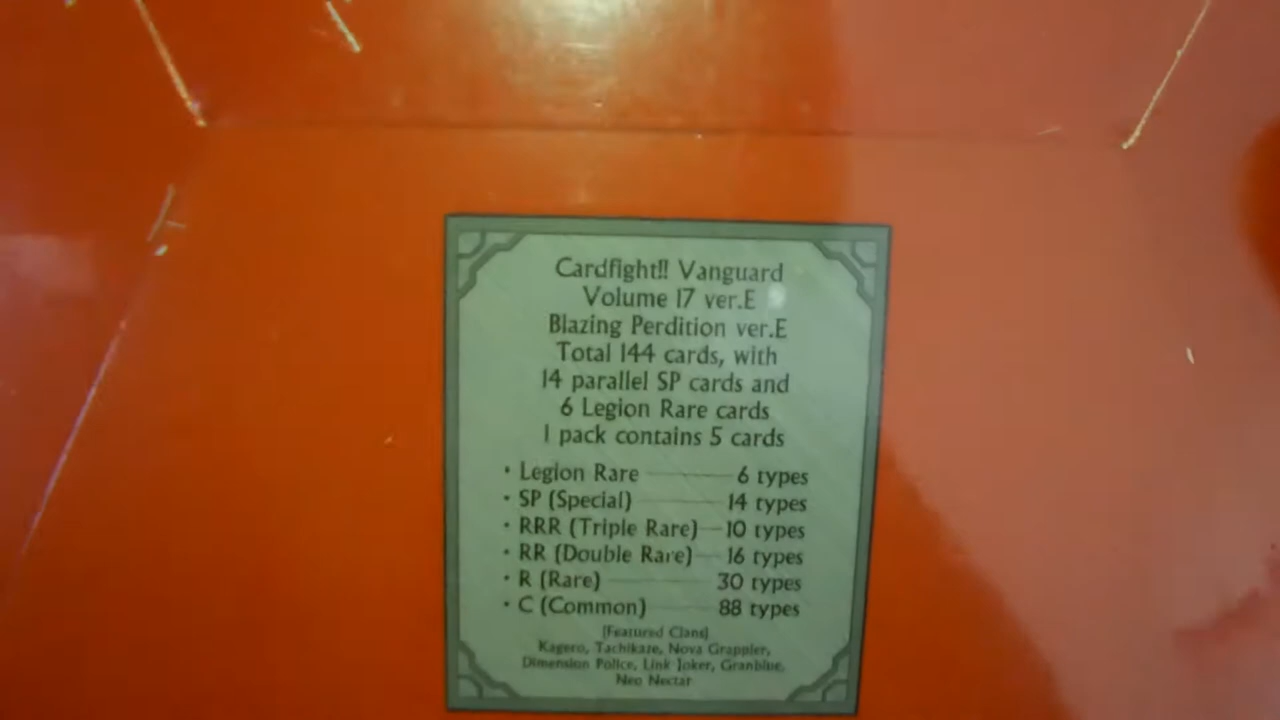 Cardfight!! Vanguard
Volume 17 ver.E
Blazing Perdition ver.E
Total 144 cards, with
14 parallel SP cards and
6 Legion Rare cards
1 pack contains 5 cards
· Legion Rare 6 types
· SP (Special) 14 types
· RRR (Triple Rare) 10 types
· RR (Double Rare) 16 types
· R (Rare) 30 types
· C (Common) 88 types
[Featured Clans]
Kagero, Tachikaze, Nova Grappler,
Dimension Police, Link Joker, Granblue,
Neo Nectar